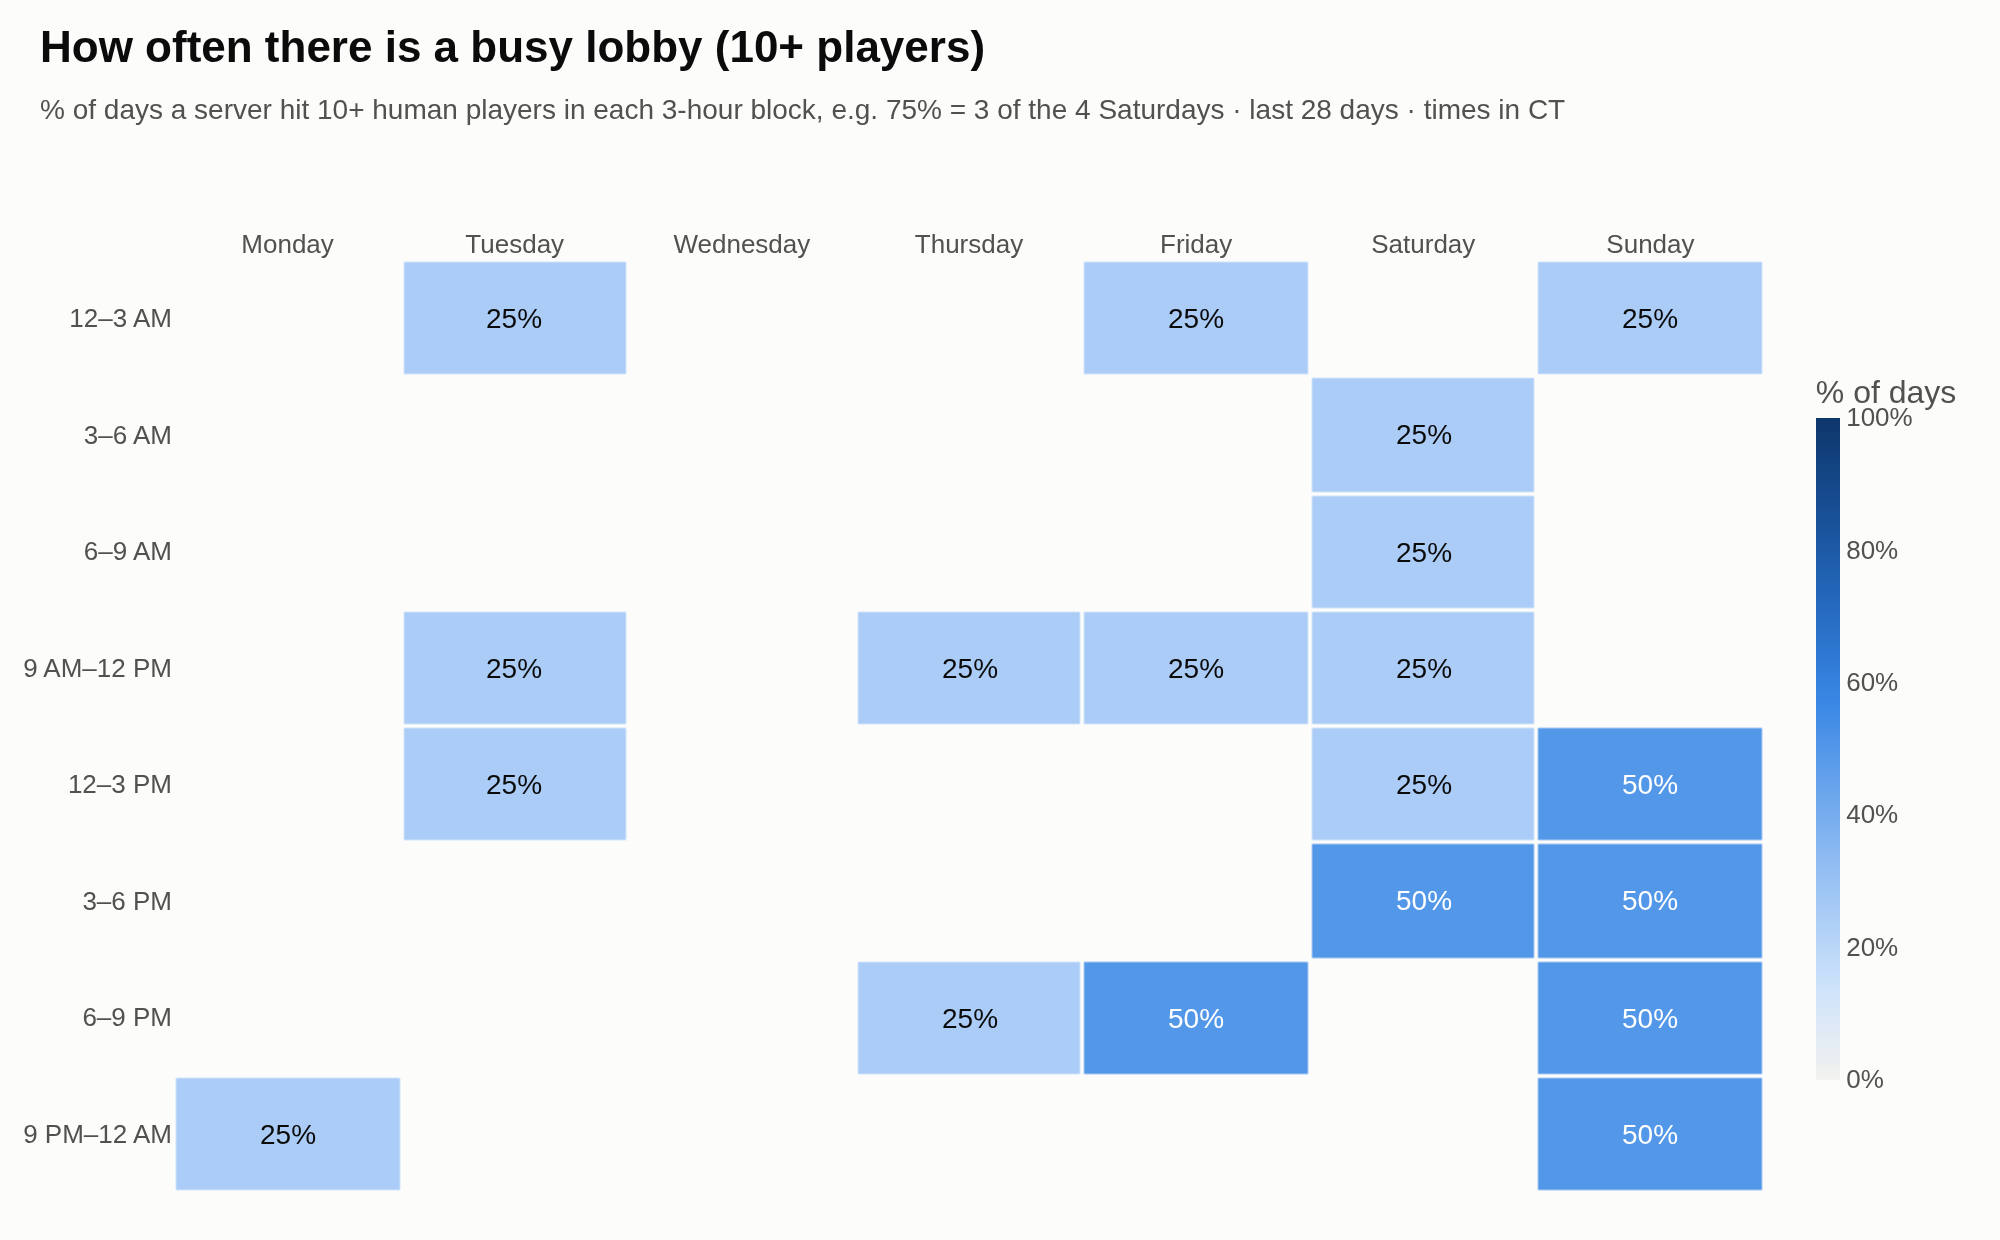 How often there is a busy lobby (10+ players)
% of days a server hit 10+ human players in each 3-hour block, e.g. 75% = 3 of the 4 Saturdays · last 28 days · times in CT
Monday Tuesday Wednesday Thursday Friday Saturday Sunday
12–3 AM 25% 25% 25%
3–6 AM 25%
6–9 AM 25%
9 AM–12 PM 25% 25% 25% 25%
12–3 PM 25% 25% 50%
3–6 PM 50% 50%
6–9 PM 25% 50% 50%
9 PM–12 AM 25% 50%
% of days
100%
80%
60%
40%
20%
0%